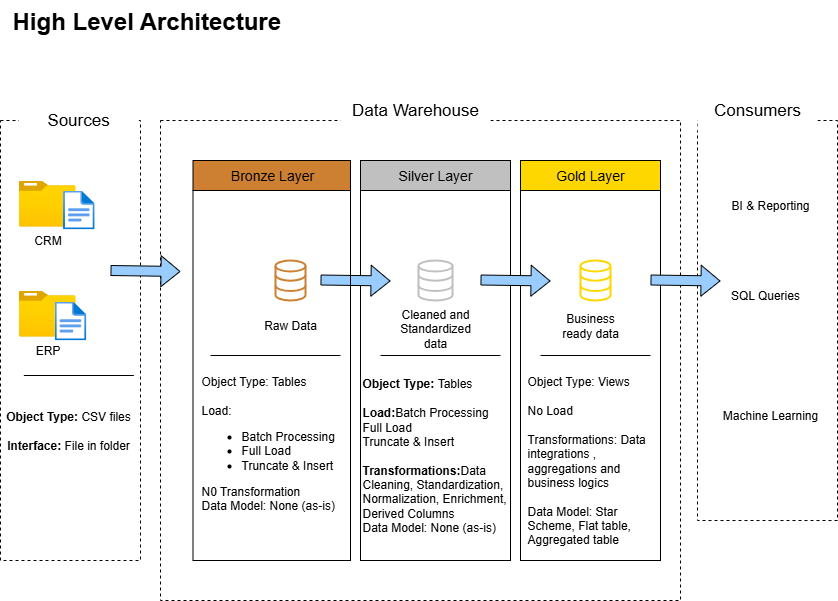 High Level Architecture
Sources
Data Warehouse
Consumers
CRM
ERP
Object Type: CSV files
Interface: File in folder
Bronze Layer
Raw Data
Object Type: Tables
Load:
• Batch Processing
• Full Load
• Truncate & Insert
N0 Transformation
Data Model: None (as-is)
Silver Layer
Cleaned and
Standardized
data
Object Type: Tables
Load:Batch Processing
Full Load
Truncate & Insert
Transformations:Data
Cleaning, Standardization,
Normalization, Enrichment,
Derived Columns
Data Model: None (as-is)
Gold Layer
Business
ready data
Object Type: Views
No Load
Transformations: Data
integrations ,
aggregations and
business logics
Data Model: Star
Scheme, Flat table,
Aggregated table
BI & Reporting
SQL Queries
Machine Learning